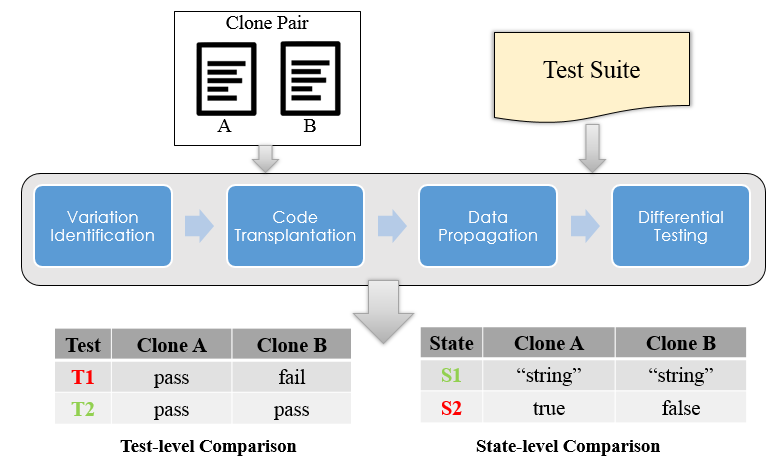 Clone Pair
A B
Test Suite
Variation
Identification
Code
Transplantation
Data
Propagation
Differential
Testing
Test Clone A Clone B
T1 pass fail
T2 pass pass
Test-level Comparison
State Clone A Clone B
S1 “string” “string”
S2 true false
State-level Comparison